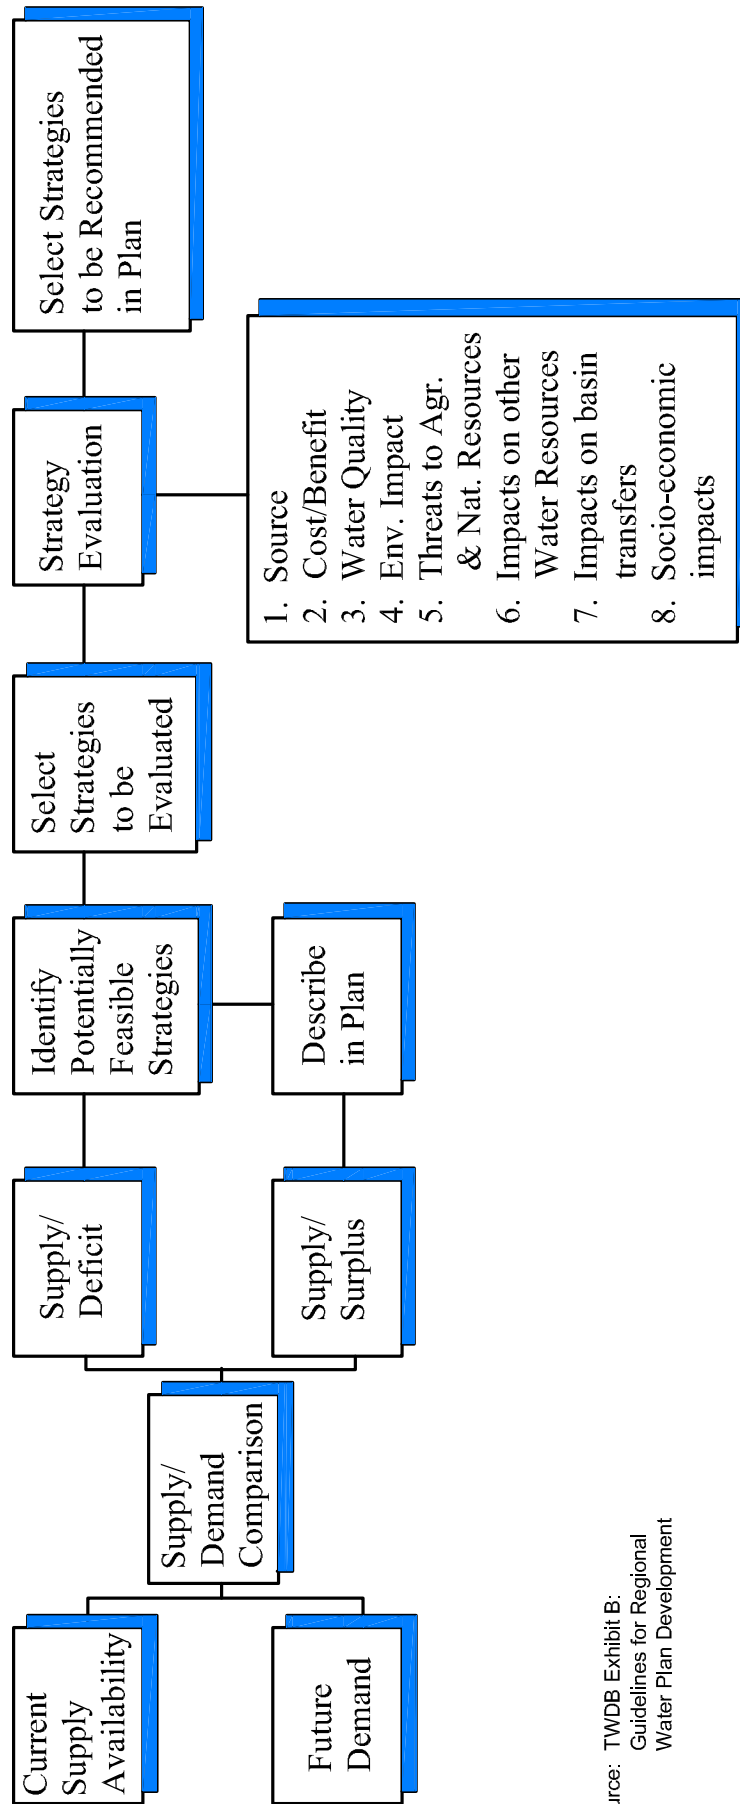 Current
Supply
Availability
Future
Demand
Supply/
Demand
Comparison
Supply/
Deficit
Supply/
Surplus
Identify
Potentially
Feasible
Strategies
Describe
in Plan
Select
Strategies
to be
Evaluated
Strategy
Evaluation
1. Source
2. Cost/Benefit
3. Water Quality
4. Env. Impact
5. Threats to Agr.
& Nat. Resources
6. Impacts on other
Water Resources
7. Impacts on basin
transfers
8. Socio-economic
impacts
Select Strategies
to be Recommended
in Plan
urce: TWDB Exhibit B:
Guidelines for Regional
Water Plan Development